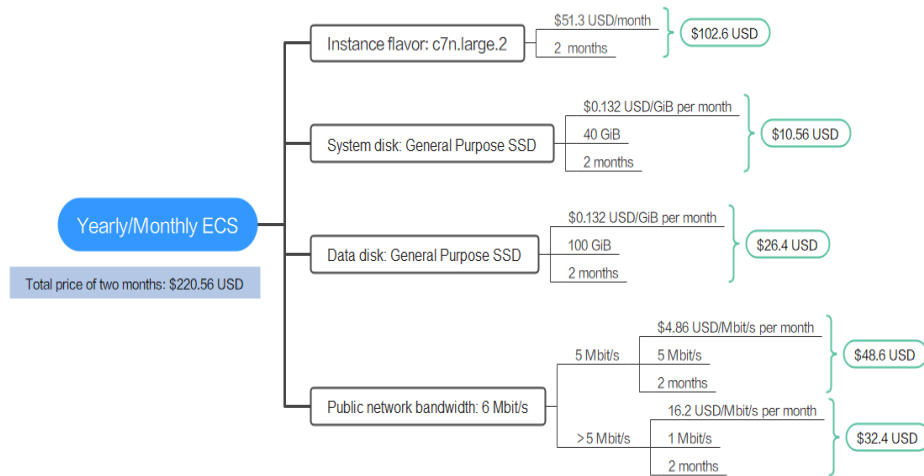 Yearly/Monthly ECS
Total price of two months: $220.56 USD
Instance flavor: c7n.large.2
$51.3 USD/month
2 months
$102.6 USD
System disk: General Purpose SSD
$0.132 USD/GiB per month
40 GiB
2 months
$10.56 USD
Data disk: General Purpose SSD
$0.132 USD/GiB per month
100 GiB
2 months
$26.4 USD
Public network bandwidth: 6 Mbit/s
5 Mbit/s
$4.86 USD/Mbit/s per month
5 Mbit/s
2 months
$48.6 USD
>5 Mbit/s
16.2 USD/Mbit/s per month
1 Mbit/s
2 months
$32.4 USD